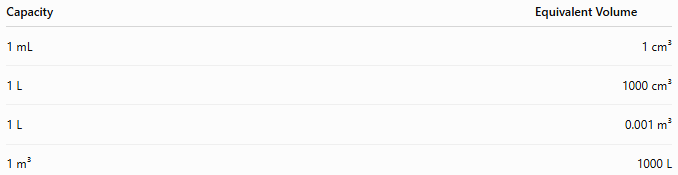 Capacity Equivalent Volume
1 mL 1 cm³
1 L 1000 cm³
1 L 0.001 m³
1 m³ 1000 L